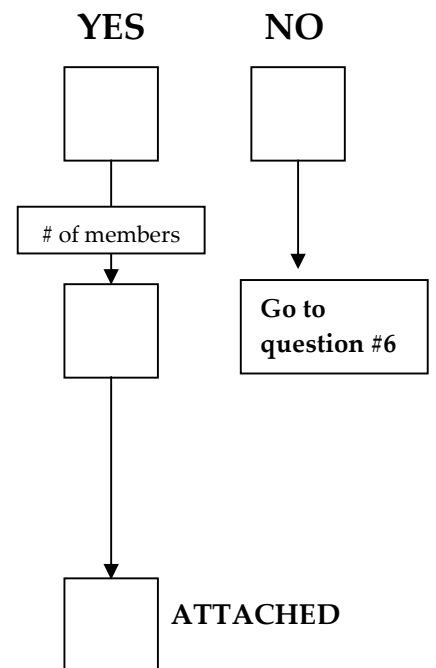 YES NO
# of members
Go to
question #6
ATTACHED